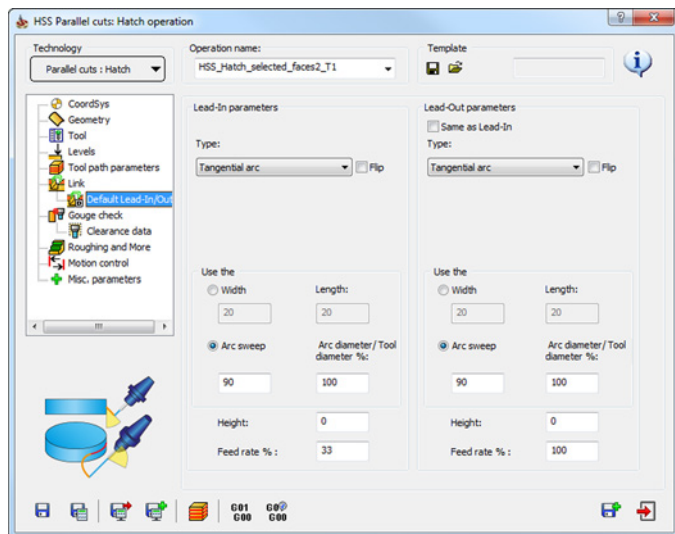 HSS Parallel cuts: Hatch operation
Technology
Parallel cuts : Hatch
Operation name:
HSS_Hatch_selected_faces2_T1
Template
CoordSys
Geometry
Tool
Levels
Tool path parameters
Link
Default Lead-In/Out
Gouge check
Clearance data
Roughing and More
Motion control
Misc. parameters
Lead-In parameters
Type:
Tangential arc
Flip
Use the
Width
Length:
20
20
Arc sweep
Arc diameter/ Tool
diameter %:
90
100
Height:
0
Feed rate % :
33
Lead-Out parameters
Same as Lead-In
Type:
Tangential arc
Flip
Use the
Width
Length:
20
20
Arc sweep
Arc diameter/ Tool
diameter %:
90
100
Height:
0
Feed rate % :
100
G01
G00
G0
G00